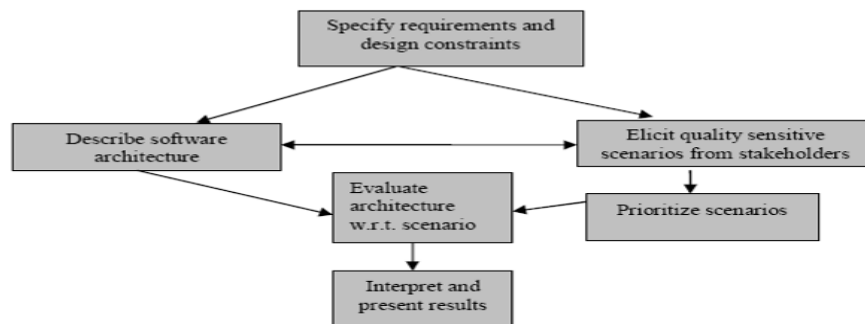 Specify requirements and
design constraints
Describe software
architecture
Elicit quality sensitive
scenarios from stakeholders
Evaluate
architecture
w.r.t. scenario
Prioritize scenarios
Interpret and
present results